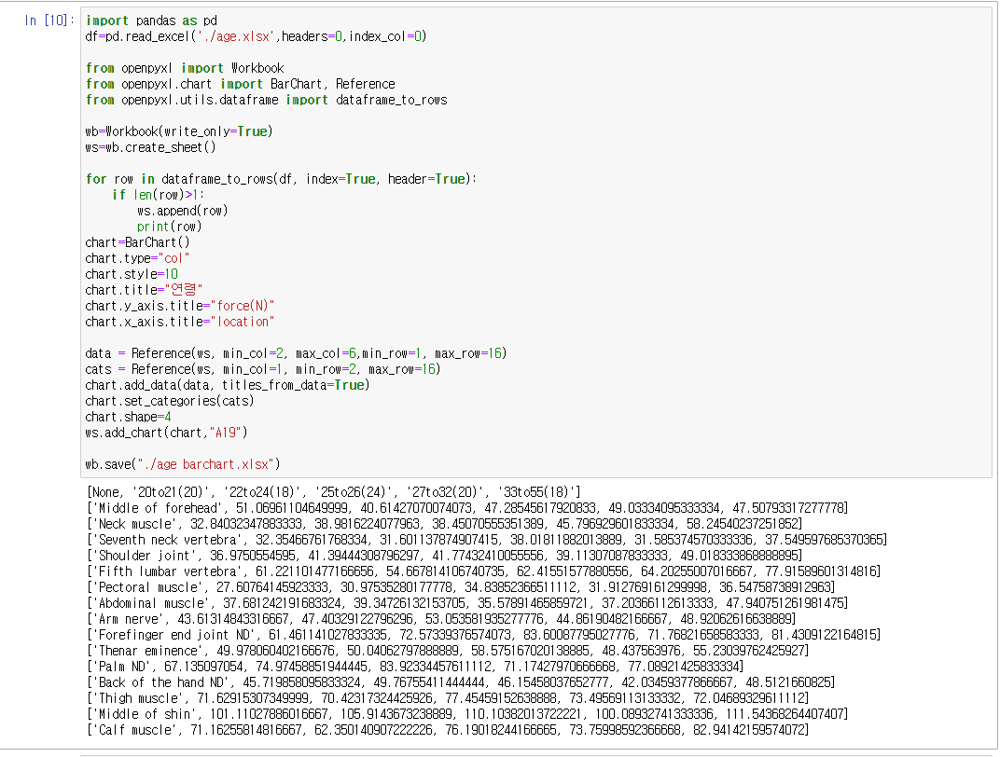 In [10]:
import pandas as pd
df=pd.read_excel('./age.xlsx',headers=0,index_col=0)
from openpyxl import Workbook
from openpyxl.chart import BarChart, Reference
from openpyxl.utils.dataframe import dataframe_to_rows
wb=Workbook(write_only=True)
ws=wb.create_sheet()
for row in dataframe_to_rows(df, index=True, header=True):
    if len(row)>1:
        ws.append(row)
        print(row)
chart=BarChart()
chart.type="col"
chart.style=10
chart.title="연령"
chart.y_axis.title="force(N)"
chart.x_axis.title="location"
data = Reference(ws, min_col=2, max_col=6,min_row=1, max_row=16)
cats = Reference(ws, min_col=1, min_row=2, max_row=16)
chart.add_data(data, titles_from_data=True)
chart.set_categories(cats)
chart.shape=4
ws.add_chart(chart,"A19")
wb.save("./age barchart.xlsx")
[None, '20to21(20)', '22to24(18)', '25to26(24)', '27to32(20)', '33to55(18)']
['Middle of forehead', 51.06961104649999, 40.61427070074073, 47.28545617920833, 49.03334095333334, 47.50793317277778]
['Neck muscle', 32.84032347883333, 38.9816224077963, 38.45070555351389, 45.796929601833334, 58.24540237251852]
['Seventh neck vertebra', 32.35466761768334, 31.601137874907415, 38.01811882013889, 31.585374570333336, 37.549597685370365]
['Shoulder joint', 36.9750554595, 41.39444308796297, 41.77432410055556, 39.11307087833333, 49.018333868888895]
['Fifth lumbar vertebra', 61.221101477166656, 54.667814106740735, 62.41551577880556, 64.20255007016667, 77.91589601314816]
['Pectoral muscle', 27.60764145923333, 30.97535280177778, 34.83852366511112, 31.912769161299998, 36.54758738912963]
['Abdominal muscle', 37.681242191683324, 39.34726132153705, 35.57891465859721, 37.20366112613333, 47.940751261981475]
['Arm nerve', 43.61314843316667, 47.40329122796296, 53.053581935277776, 44.86190482166667, 48.92062616638889]
['Forefinger end joint ND', 61.461141027833335, 72.57339376574073, 83.60087795027776, 71.76821658583333, 81.4309122164815]
['Thenar eminence', 49.978060402166676, 50.04062797888889, 58.575167020138885, 48.437563976, 55.23039762425927]
['Palm ND', 67.135097054, 74.97458851944445, 83.92334457611112, 71.17427970666668, 77.08921425833334]
['Back of the hand ND', 45.719858095833324, 49.76755411444444, 46.15458037652777, 42.03459377866667, 48.5121660825]
['Thigh muscle', 71.62915307349999, 70.42317324425926, 77.45459152638888, 73.49569113133332, 72.04689329611112]
['Middle of shin', 101.11027886016667, 105.9143673238889, 110.1038201372​2221, 100.08932741333336, 111.54368264407407]
['Calf muscle', 71.16255814816667, 62.350140907222226, 76.19018244166665, 73.75998592366668, 82.94142159574072]